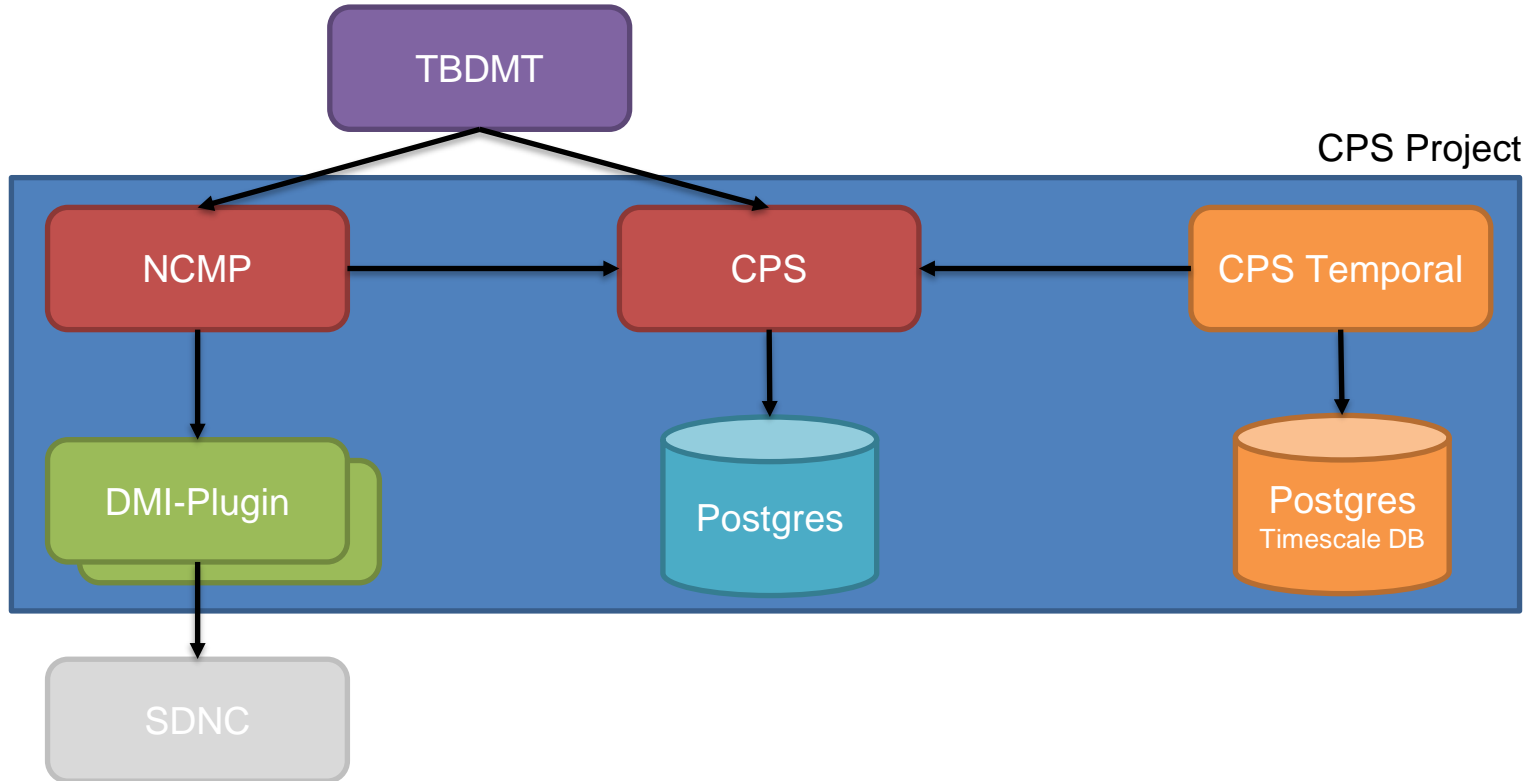 TBDMT
CPS Project
NCMP
CPS
CPS Temporal
DMI-Plugin
Postgres
Postgres
Timescale DB
SDNC